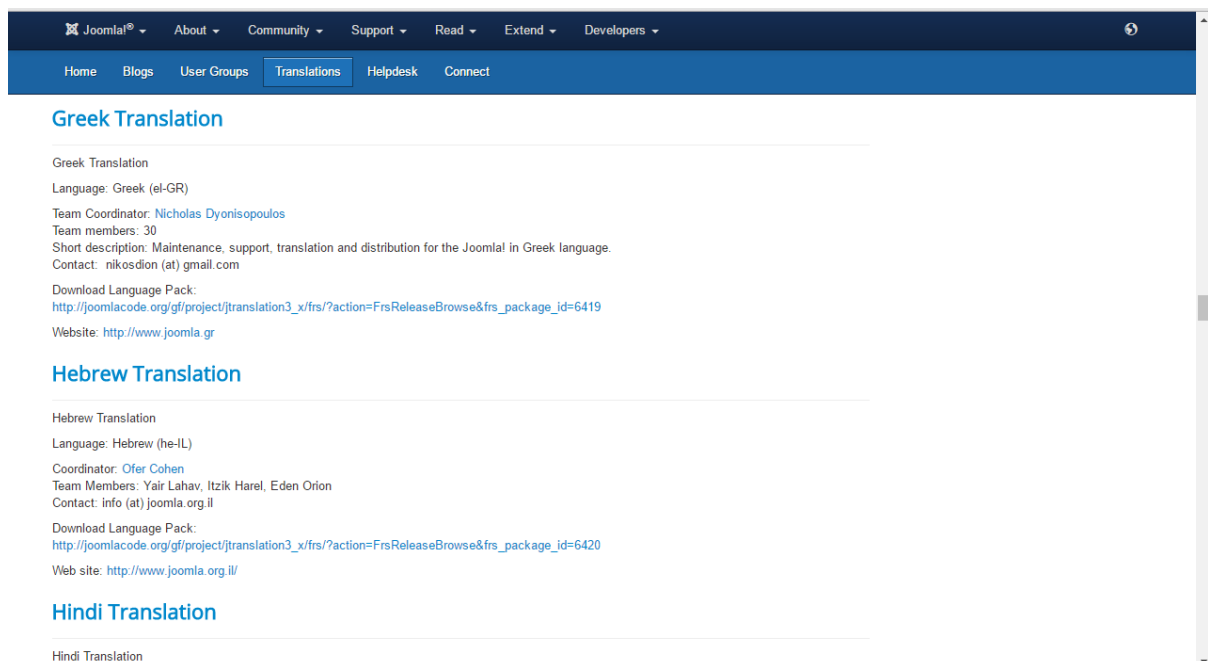 Joomla!® About Community Support Read Extend Developers
Home Blogs User Groups Translations Helpdesk Connect
Greek Translation
Greek Translation
Language: Greek (el-GR)
Team Coordinator: Nicholas Dyonisopoulos
Team members: 30
Short description: Maintenance, support, translation and distribution for the Joomla! in Greek language.
Contact: nikosdion (at) gmail.com
Download Language Pack:
http://joomlacode.org/gf/project/jtranslation3_x/frs/?action=FrsReleaseBrowse&frs_package_id=6419
Website: http://www.joomla.gr
Hebrew Translation
Hebrew Translation
Language: Hebrew (he-IL)
Coordinator: Ofer Cohen
Team Members: Yair Lahav, Itzik Harel, Eden Orion
Contact: info (at) joomla.org.il
Download Language Pack:
http://joomlacode.org/gf/project/jtranslation3_x/frs/?action=FrsReleaseBrowse&frs_package_id=6420
Web site: http://www.joomla.org.il/
Hindi Translation
Hindi Translation